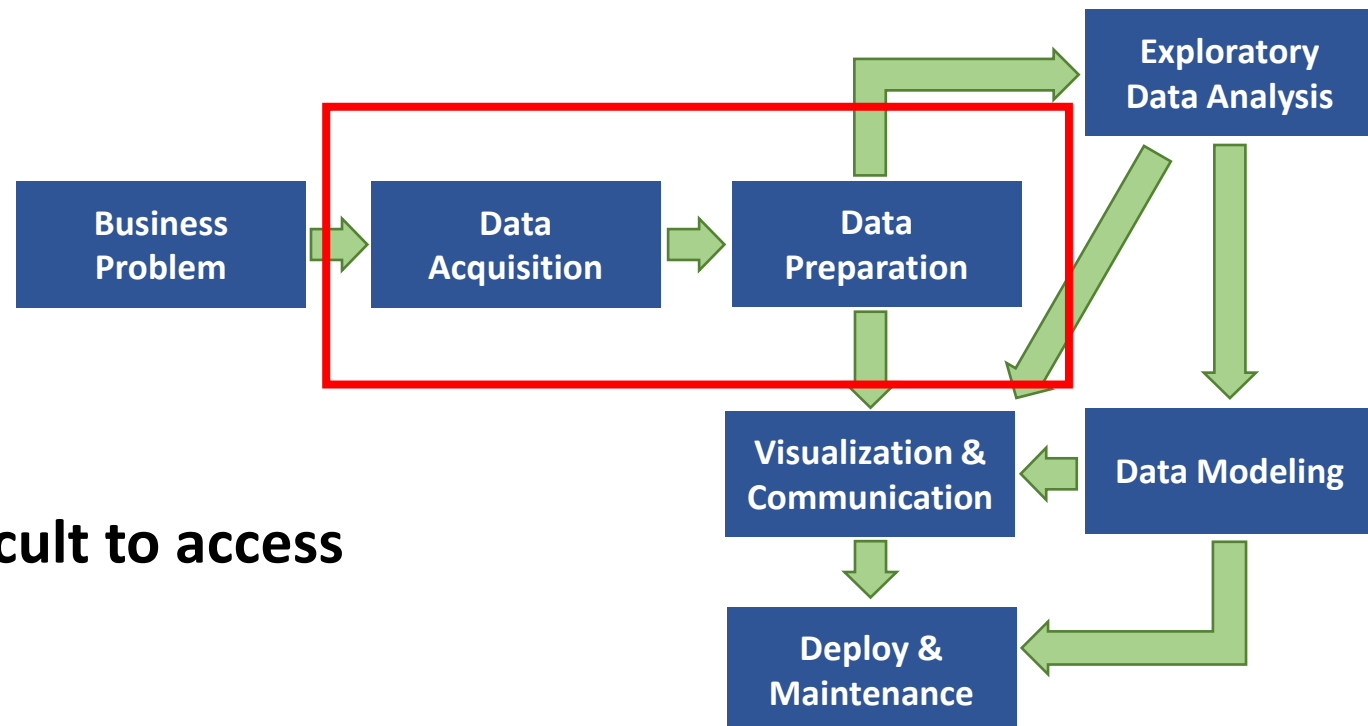 Exploratory
Data Analysis
Business
Problem
Data
Acquisition
Data
Preparation
Visualization &
Communication
Data Modeling
cult to access
Deploy &
Maintenance